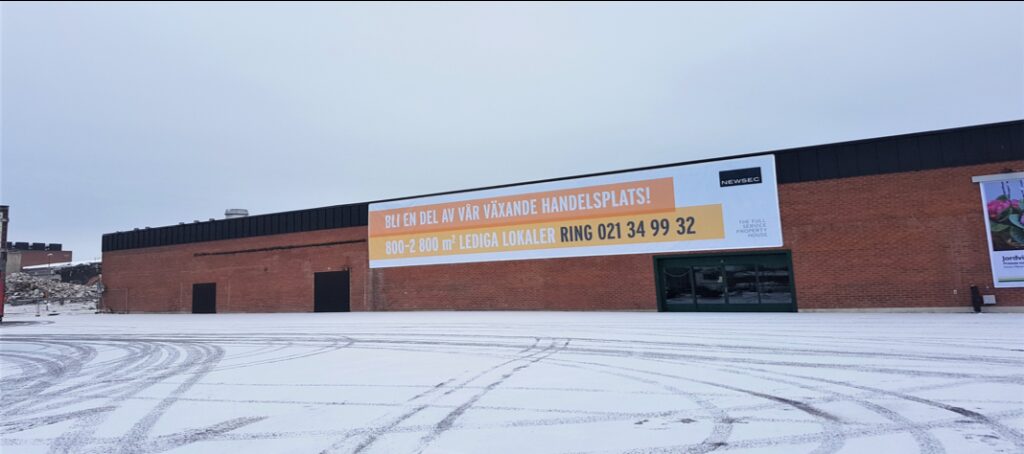 BLI EN DEL AV VÅR VÄXANDE HANDELSPLATS!
800-2 800 m² LEDIGA LOKALER RING 021 34 99 32
NEWSEC
THE FULL
SERVICE
PROPERTY
HOUSE